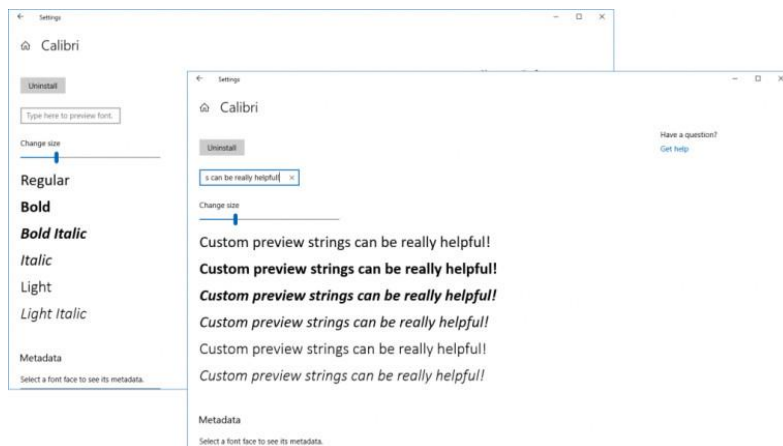 Settings
Calibri
Uninstall
Type here to preview font.
Change size
Regular
Bold
Bold Italic
Italic
Light
Light Italic
Metadata
Select a font face to see its metadata.
Settings
Calibri
Have a question?
Get help
Uninstall
s can be really helpful!
Change size
Custom preview strings can be really helpful!
Custom preview strings can be really helpful!
Custom preview strings can be really helpful!
Custom preview strings can be really helpful!
Custom preview strings can be really helpful!
Custom preview strings can be really helpful!
Metadata
Select a font face to see its metadata.